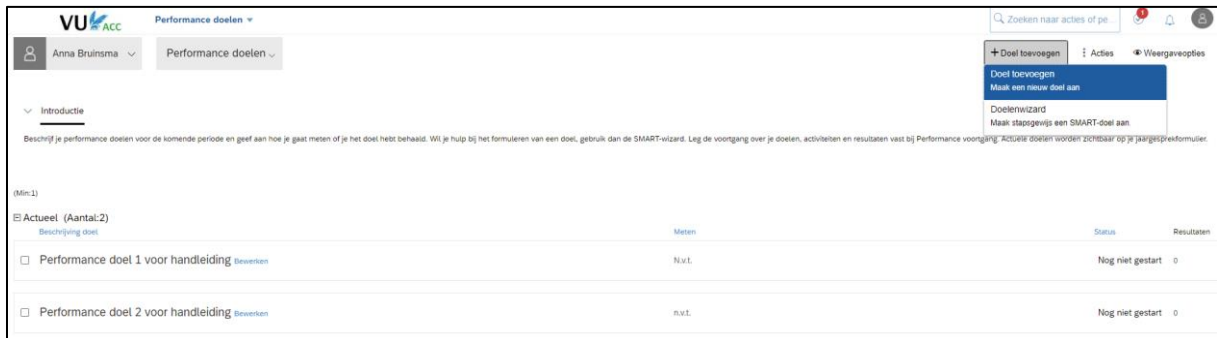 VU ACC
Performance doelen
Zoeken naar acties of pe...
1
Anna Bruinsma
Performance doelen
+Doel toevoegen
Acties
Weergaveopties
Doel toevoegen
Maak een nieuw doel aan
Doelenwizard
Maak stapsgewijs een SMART-doel aan.
Introductie
Beschrijf je performance doelen voor de komende periode en geef aan hoe je gaat meten of je het doel hebt behaald. Wil je hulp bij het formuleren van een doel, gebruik dan de SMART-wizard. Leg de voortgang over je doelen, activiteiten en resultaten vast bij Performance voortgang. Actuele doelen worden zichtbaar op je jaargesprekformulier.
(Min:1)
Actueel (Aantal:2)
Beschrijving doel Meten Status Resultaten
Performance doel 1 voor handleiding Bewerken N.v.t. Nog niet gestart 0
Performance doel 2 voor handleiding Bewerken n.v.t. Nog niet gestart 0